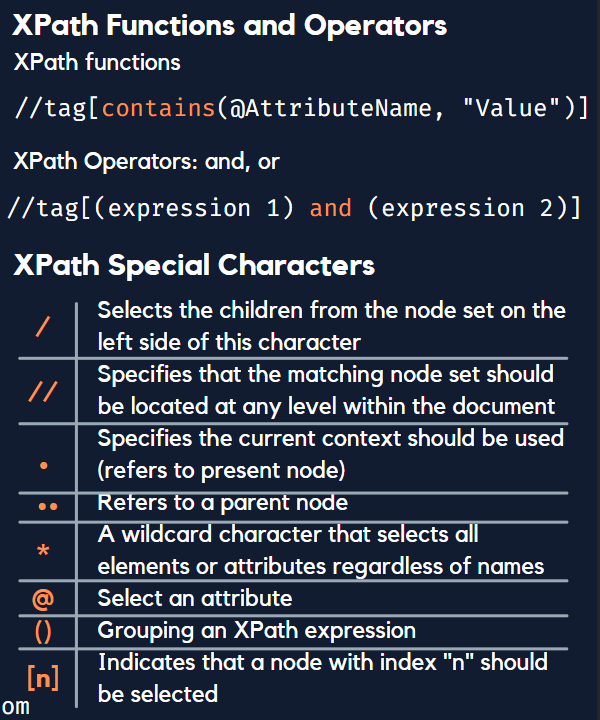 XPath Functions and Operators
XPath functions
//tag[contains(@AttributeName, "Value")]
XPath Operators: and, or
//tag[(expression 1) and (expression 2)]
XPath Special Characters
/ Selects the children from the node set on the
left side of this character
// Specifies that the matching node set should
be located at any level within the document
. Specifies the current context should be used
(refers to present node)
.. Refers to a parent node
* A wildcard character that selects all
elements or attributes regardless of names
@ Select an attribute
() Grouping an XPath expression
[n] Indicates that a node with index "n" should
be selected
om